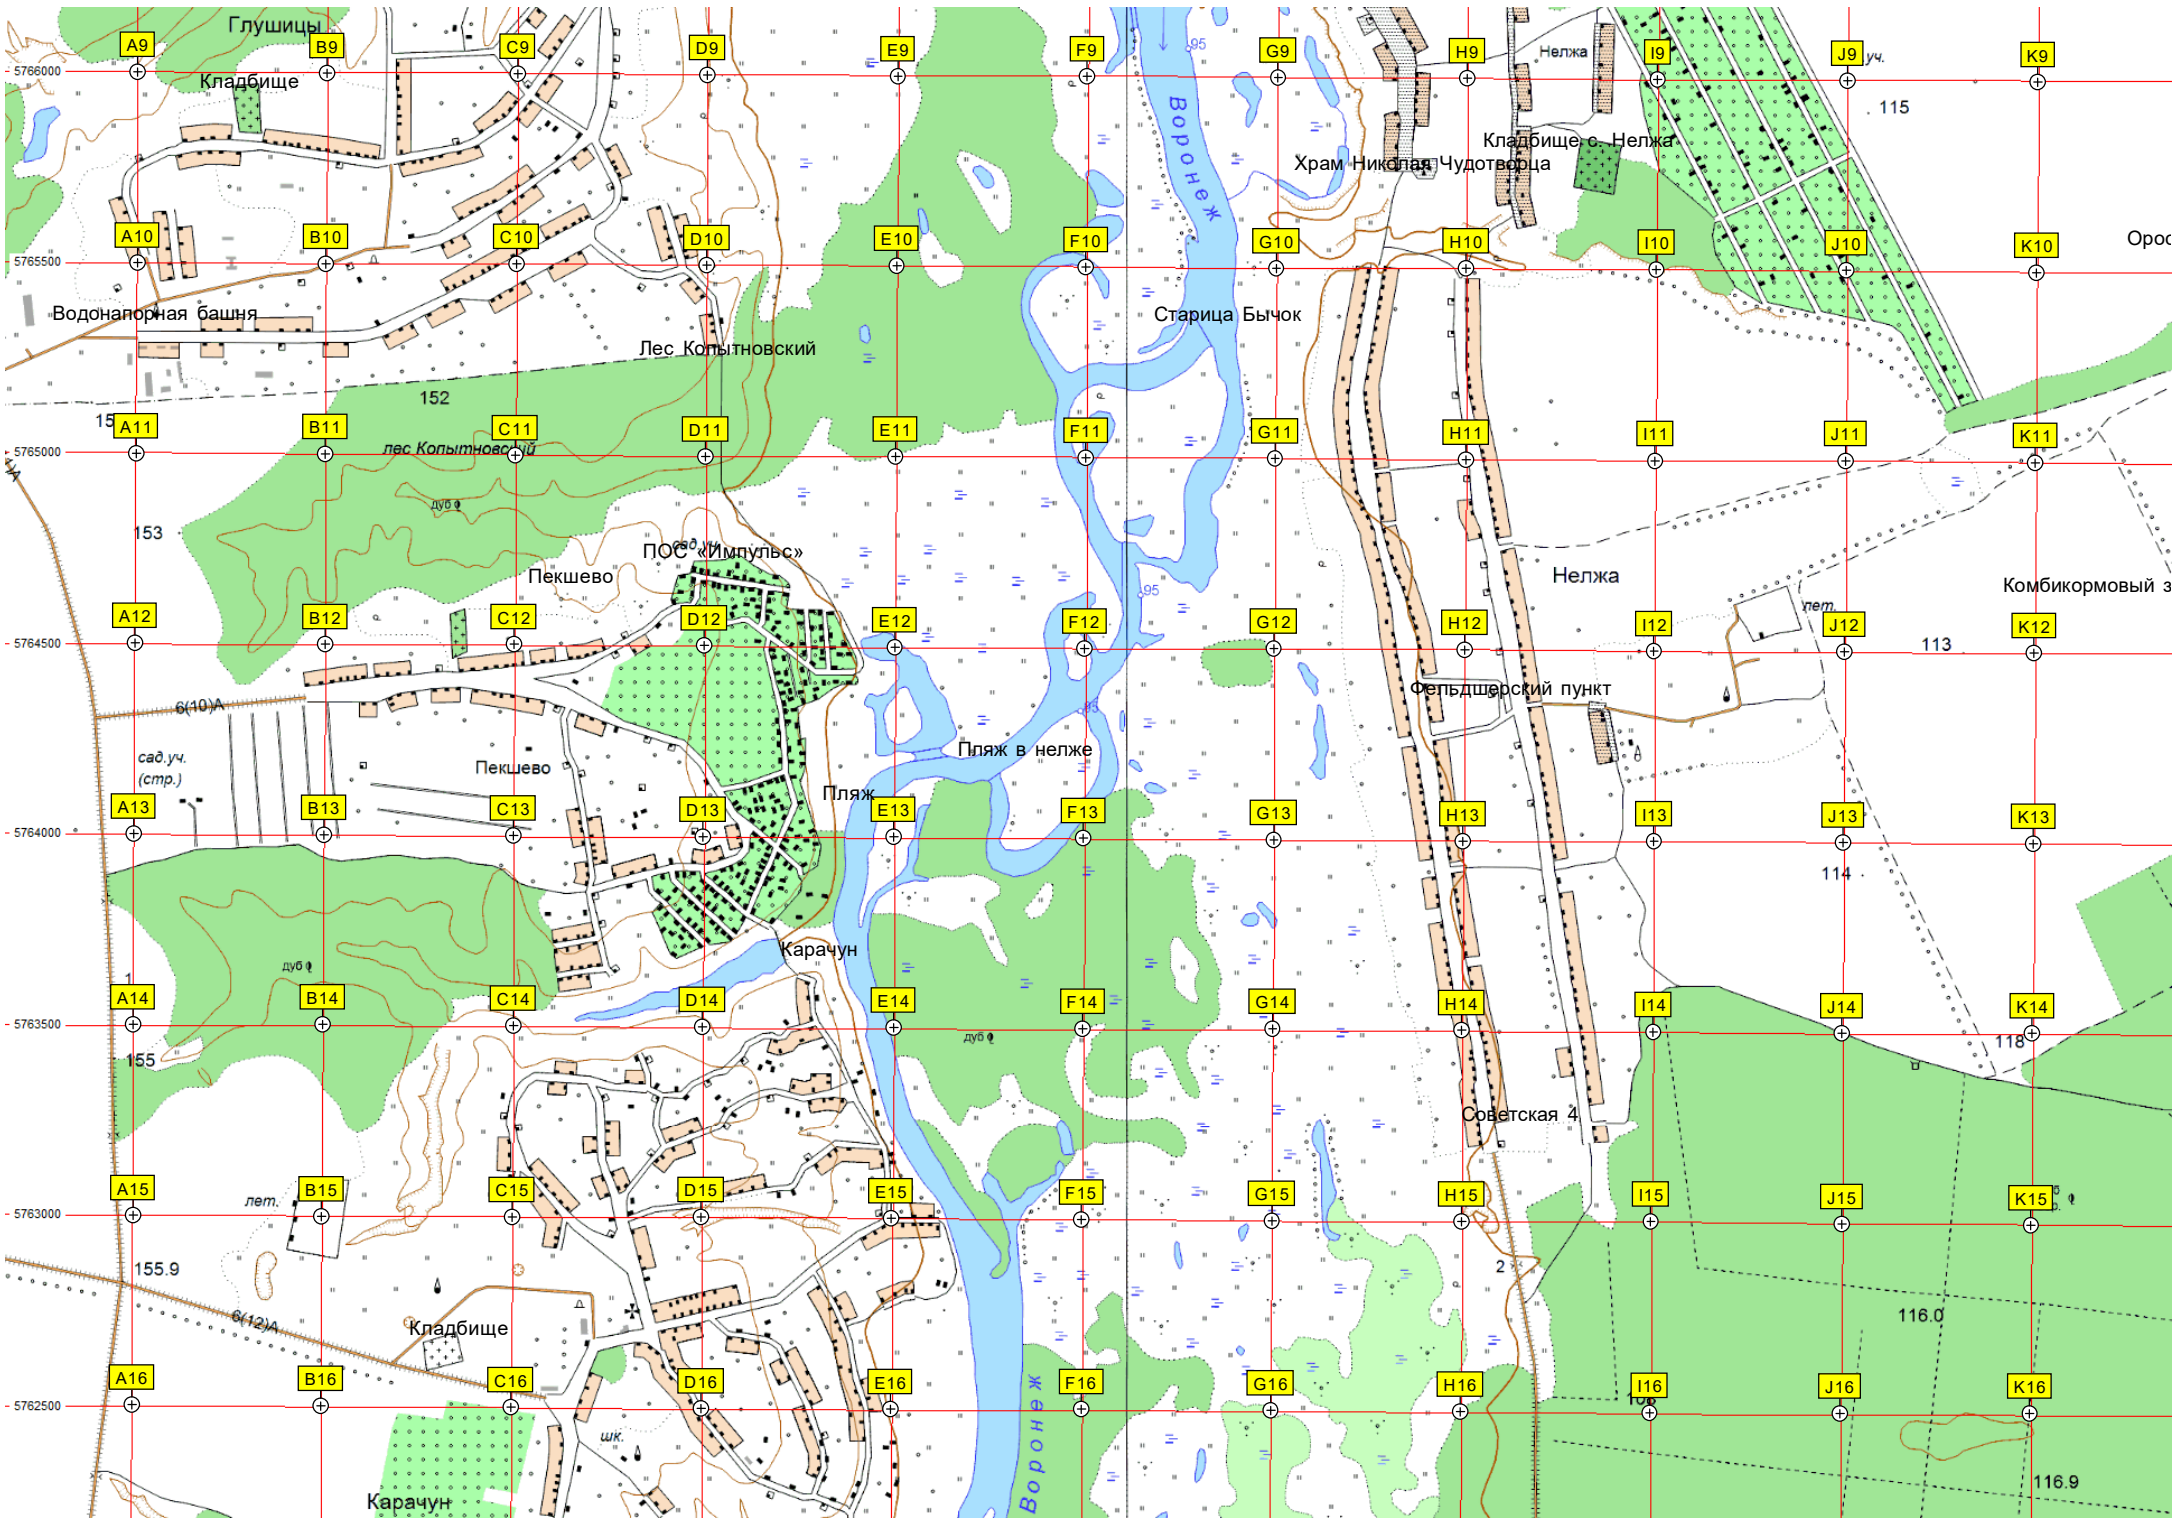 Глушицы
A9
B9
C9
D9
E9
F9
95
G9
H9
Нелжа
I9
J9
уч.
K9
5766000
Кладбище
Воронеж
115
Кладбище с. Нелжа
Храм Николая Чудотворца
A10
B10
C10
D10
E10
F10
G10
H10
I10
J10
K10
Орос
5765500
Водонапорная башня
Старица Бычок
Лес Копытновский
152
15
A11
B11
C11
D11
E11
F11
G11
H11
I11
J11
K11
5765000
лес Копытновский
дуб
153
сад.уч.
ПОС «Импульс»
Пекшево
Нелжа
95
Комбикормовый з
лет.
A12
B12
C12
D12
E12
F12
G12
H12
I12
J12
K12
5764500
113
6(10)А
Фельдшерский пункт
95
сад.уч.
(стр.)
Пекшево
Пляж в нелже
Пляж
A13
B13
C13
D13
E13
F13
G13
H13
I13
J13
K13
5764000
114
Карачун
дуб
1
A14
B14
C14
D14
E14
F14
G14
H14
I14
J14
K14
5763500
дуб
118
155
Советская 4
A15
B15
C15
D15
E15
F15
G15
H15
I15
J15
K15
лет.
5763000
155.9
2
116.0
6(12)А
Кладбище
A16
B16
C16
D16
E16
F16
G16
H16
I16
J16
K16
5762500
Воронеж
шк.
116.9
Карачун